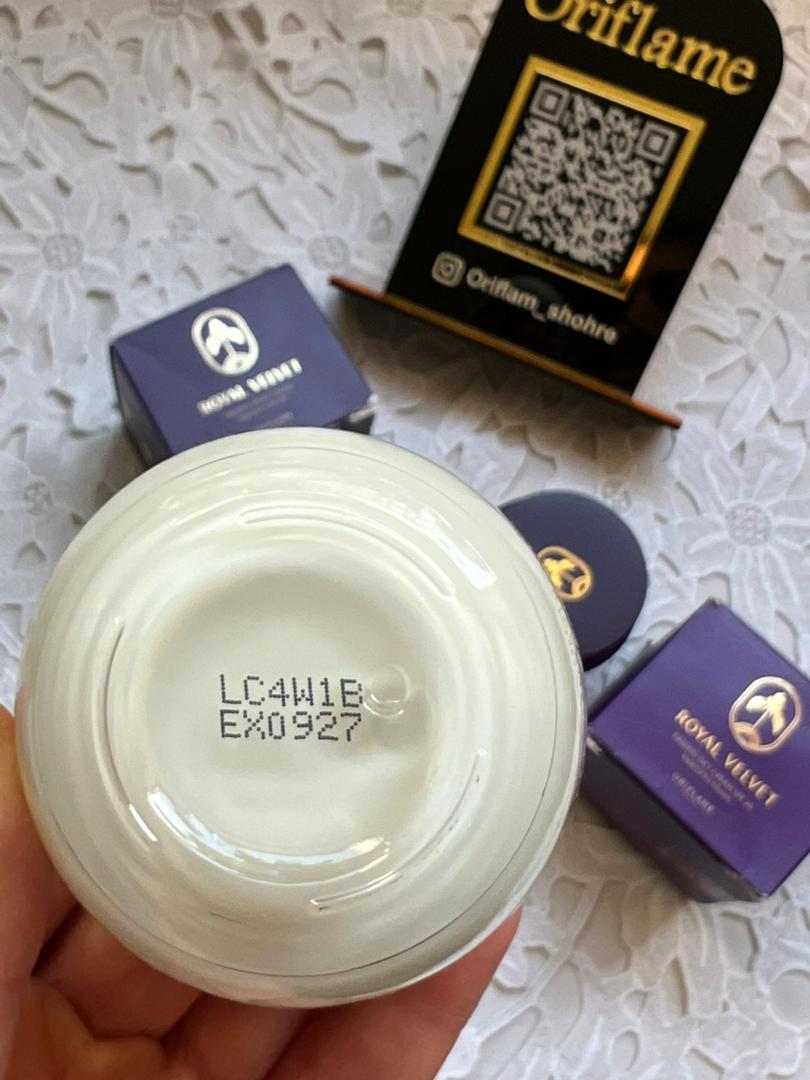 Oriflame
Oriflam_shohre
ROYAL VELVET
LC4W1B
EX0927
ROYAL VELVET
ORIFLAME